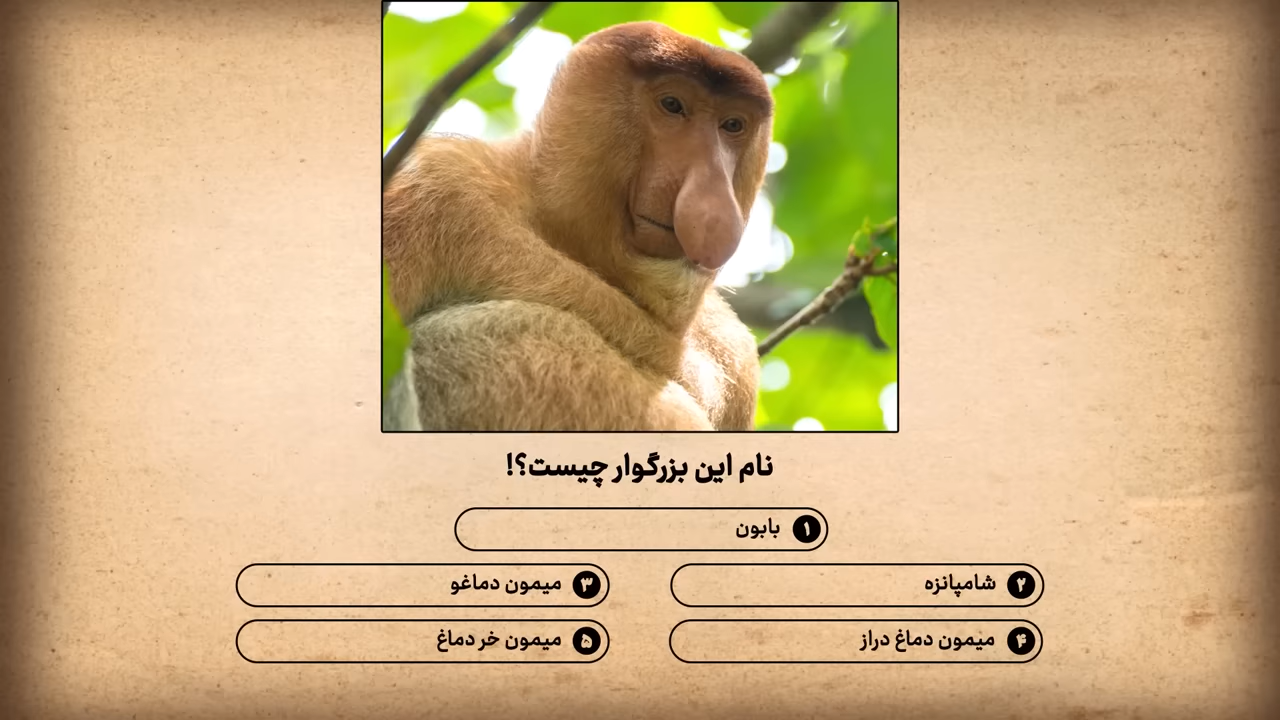 نام این بزرگوار چیست؟!
۱ بابون
۲ شامپانزه
۳ میمون دماغو
۴ میمون دماغ دراز
۵ میمون خر دماغ